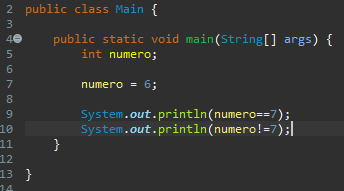 2 public class Main {
3
4 public static void main(String[] args) {
5 int numero;
6
7 numero = 6;
8
9 System.out.println(numero==7);
10 System.out.println(numero!=7);
11 }
12
13 }
14